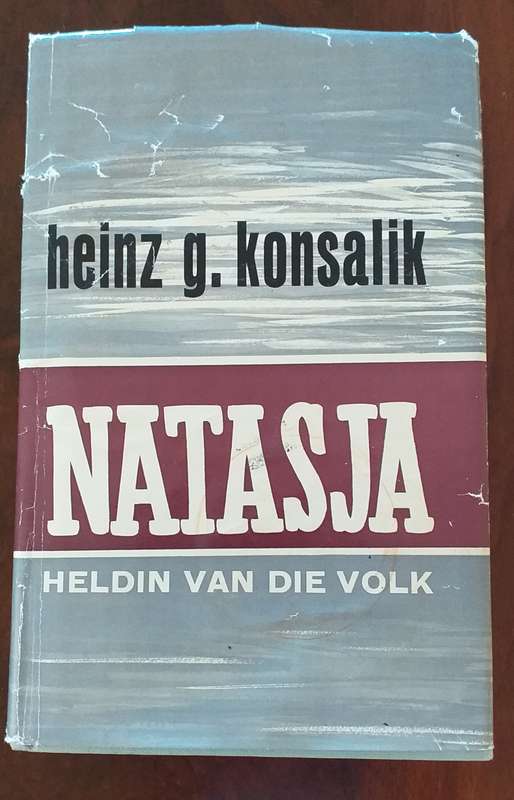 heinz g. konsalik
NATASJA
HELDIN VAN DIE VOLK